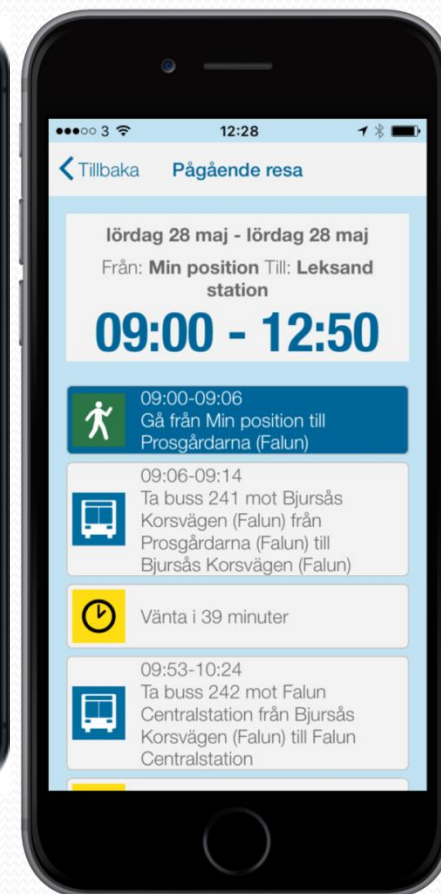 3 12:28
Tillbaka Pågående resa
lördag 28 maj - lördag 28 maj
Från: Min position Till: Leksand
station
09:00 - 12:50
09:00-09:06
Gå från Min position till
Prosgårdarna (Falun)
09:06-09:14
Ta buss 241 mot Bjursås
Korsvägen (Falun) från
Prosgårdarna (Falun) till
Bjursås Korsvägen (Falun)
Vänta i 39 minuter
09:53-10:24
Ta buss 242 mot Falun
Centralstation från Bjursås
Korsvägen (Falun) till Falun
Centralstation